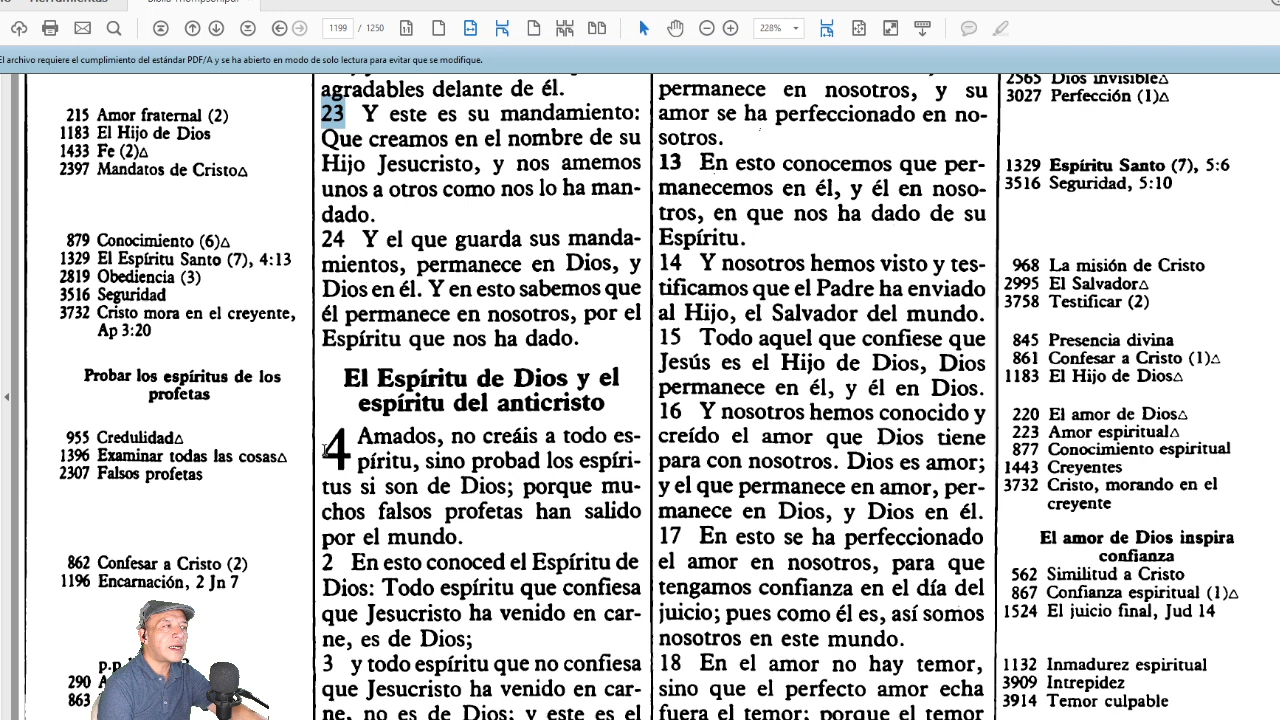 Herramientas
Biblia Thompson.pdf
1199 / 1250
228%
El archivo requiere el cumplimiento del estándar PDF/A y se ha abierto en modo de solo lectura para evitar que se modifique.
215 Amor fraternal (2)
1183 El Hijo de Dios
1433 Fe (2)△
2397 Mandatos de Cristo△
879 Conocimiento (6)△
1329 El Espíritu Santo (7), 4:13
2819 Obediencia (3)
3516 Seguridad
3732 Cristo mora en el creyente,
Ap 3:20
Probar los espíritus de los
profetas
955 Credulidad△
1396 Examinar todas las cosas△
2307 Falsos profetas
862 Confesar a Cristo (2)
1196 Encarnación, 2 Jn 7
P.P.
290 A
863
agradables delante de él.
23 Y este es su mandamiento:
Que creamos en el nombre de su
Hijo Jesucristo, y nos amemos
unos a otros como nos lo ha man-
dado.
24 Y el que guarda sus manda-
mientos, permanece en Dios, y
Dios en él. Y en esto sabemos que
él permanece en nosotros, por el
Espíritu que nos ha dado.
El Espíritu de Dios y el
espíritu del anticristo
4 Amados, no creáis a todo es-
píritu, sino probad los espíri-
tus si son de Dios; porque mu-
chos falsos profetas han salido
por el mundo.
2 En esto conoced el Espíritu de
Dios: Todo espíritu que confiesa
que Jesucristo ha venido en car-
ne, es de Dios;
3 y todo espíritu que no confiesa
que Jesucristo ha venido en car-
ne, no es de Dios; y este es el
permanece en nosotros, y su
amor se ha perfeccionado en no-
sotros.
13 En esto conocemos que per-
manecemos en él, y él en noso-
tros, en que nos ha dado de su
Espíritu.
14 Y nosotros hemos visto y tes-
tificamos que el Padre ha enviado
al Hijo, el Salvador del mundo.
15 Todo aquel que confiese que
Jesús es el Hijo de Dios, Dios
permanece en él, y él en Dios.
16 Y nosotros hemos conocido y
creído el amor que Dios tiene
para con nosotros. Dios es amor;
y el que permanece en amor, per-
manece en Dios, y Dios en él.
17 En esto se ha perfeccionado
el amor en nosotros, para que
tengamos confianza en el día del
juicio; pues como él es, así somos
nosotros en este mundo.
18 En el amor no hay temor,
sino que el perfecto amor echa
fuera el temor; porque el temor
2565 Dios invisible△
3027 Perfección (1)△
1329 Espíritu Santo (7), 5:6
3516 Seguridad, 5:10
968 La misión de Cristo
2995 El Salvador△
3758 Testificar (2)
845 Presencia divina
861 Confesar a Cristo (1)△
1183 El Hijo de Dios△
220 El amor de Dios△
223 Amor espiritual△
877 Conocimiento espiritual
1443 Creyentes
3732 Cristo, morando en el
creyente
El amor de Dios inspira
confianza
562 Similitud a Cristo
867 Confianza espiritual (1)△
1524 El juicio final, Jud 14
1132 Inmadurez espiritual
3909 Intrepidez
3914 Temor culpable